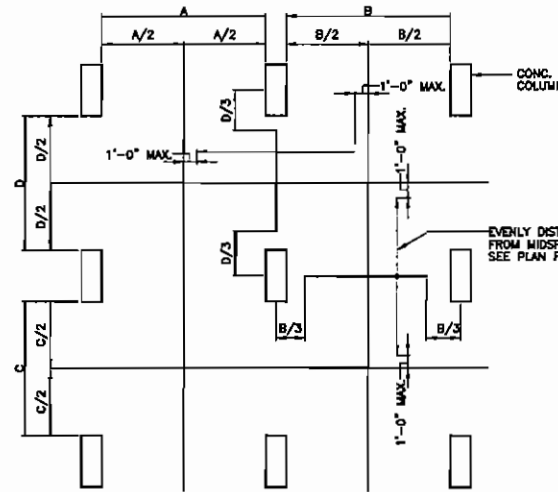 A
B
A/2
A/2
B/2
B/2
CONC.
COLUM
1'-0" MAX.
D/3
1'-0" MAX.
1'-0" MAX.
D/2
D
D/2
D/3
EVENLY DIST
FROM MIDSP
SEE PLAN F
B/3
B/3
C/2
C
C/2
1'-0" MAX.